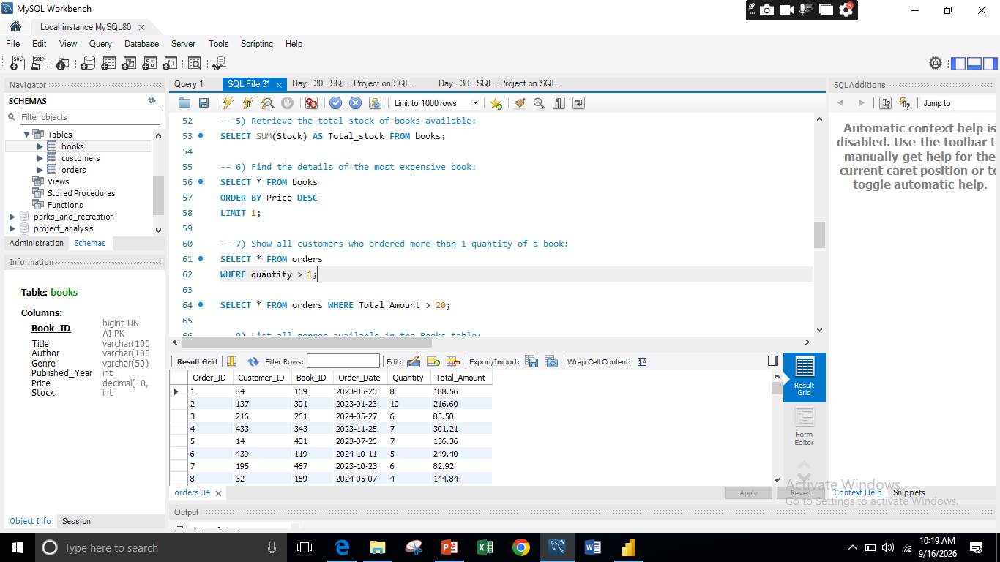 MySQL Workbench
Local instance MySQL80
File Edit View Query Database Server Tools Scripting Help
Navigator
SCHEMAS
Filter objects
Tables
books
customers
orders
Views
Stored Procedures
Functions
parks_and_recreation
project_analysis
Administration Schemas
Information
Table: books
Columns:
Book_ID bigint UN
AI PK
Title varchar(100
Author varchar(100
Genre varchar(50)
Published_Year int
Price decimal(10,
Stock int
Object Info Session
Query 1 SQL File 3* Day - 30 - SQL - Project on SQL... Day - 30 - SQL - Project on SQL...
Limit to 1000 rows
52 -- 5) Retrieve the total stock of books available:
53 SELECT SUM(Stock) AS Total_stock FROM books;
54
55 -- 6) Find the details of the most expensive book:
56 SELECT * FROM books
57 ORDER BY Price DESC
58 LIMIT 1;
59
60 -- 7) Show all customers who ordered more than 1 quantity of a book:
61 SELECT * FROM orders
62 WHERE quantity > 1;
63
64 SELECT * FROM orders WHERE Total_Amount > 20;
65
66 -- 9) List all genres available in the Books table:
Result Grid Filter Rows: Edit: Export/Import: Wrap Cell Content:
Order_ID Customer_ID Book_ID Order_Date Quantity Total_Amount
1 84 169 2023-05-26 8 188.56
2 137 301 2023-01-23 10 216.60
3 216 261 2024-05-27 6 85.50
4 433 343 2023-11-25 7 301.21
5 14 431 2023-07-26 7 136.36
6 439 119 2024-10-11 5 249.40
7 195 467 2023-10-23 6 82.92
8 32 159 2024-05-07 4 144.84
Result
Grid
Form
Editor
orders 34
Apply Revert
Output
SQLAdditions
Jump to
Automatic context help is
disabled. Use the toolbar t
manually get help for the
current caret position or to
toggle automatic help.
Context Help Snippets
Activate Windows
Go to Settings to activate Windows.
Type here to search
10:19 AM
9/16/2026